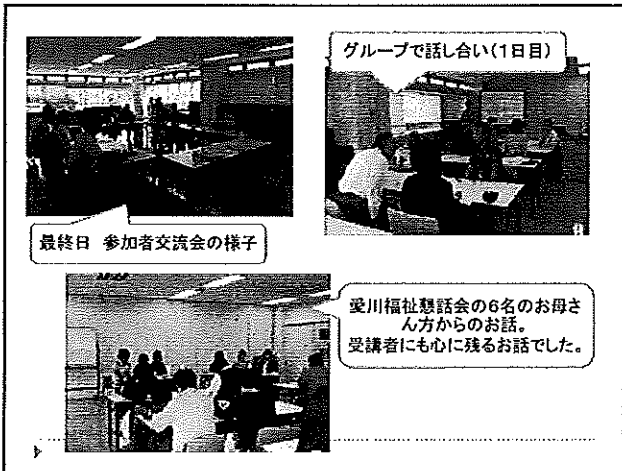 グループで話し合い（1日目）
最終日 参加者交流会の様子
愛川福祉懇話会の6名のお母さ
ん方からのお話。
受講者にも心に残るお話でした。